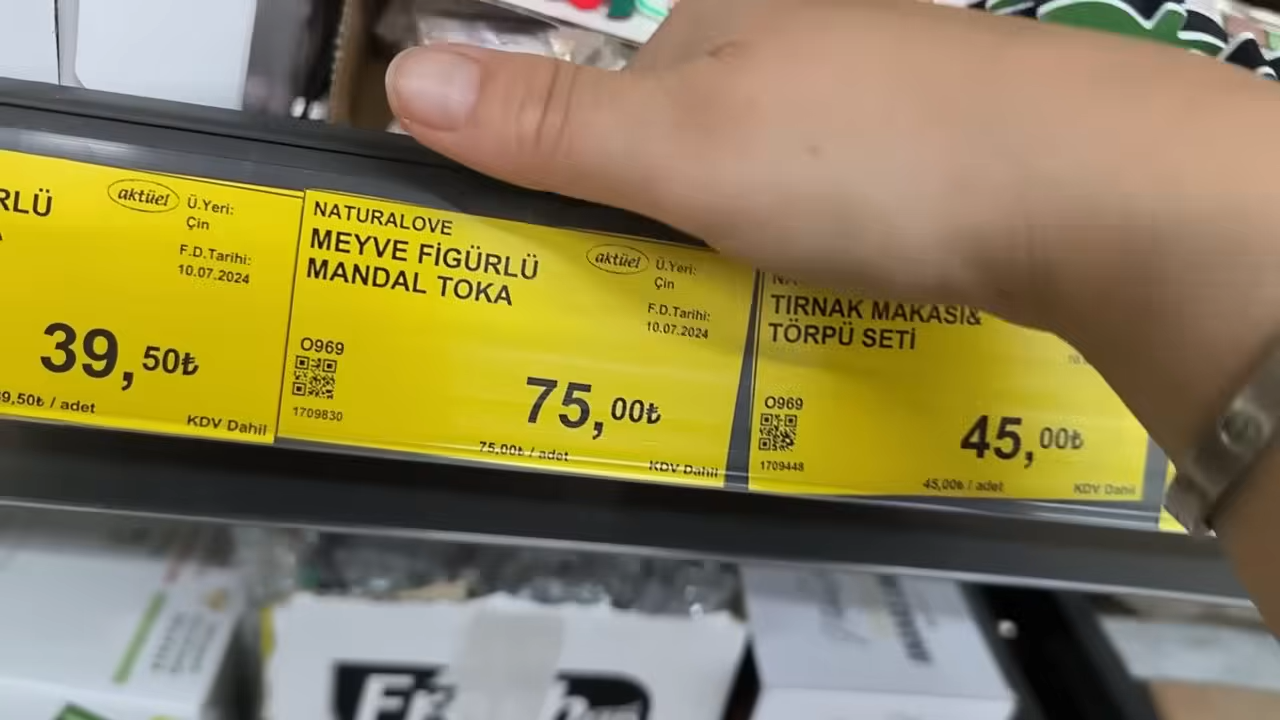 RLÜ
aktüel
Ü.Yeri:
Çin
F.D.Tarihi:
10.07.2024
39,50₺
9,50₺ / adet
KDV Dahil
NATURALOVE
MEYVE FİGÜRLÜ
MANDAL TOKA
aktüel
Ü.Yeri:
Çin
F.D.Tarihi:
10.07.2024
O969
1709830
75,00₺
75,00₺ / adet
KDV Dahil
TIRNAK MAKASI&
TÖRPÜ SETİ
O969
1709448
45,00₺
45,00₺ / adet
KDV Dahil